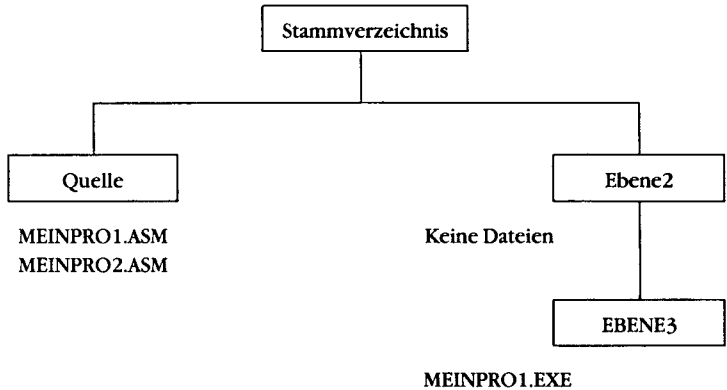 Stammverzeichnis
Quelle
Ebene2
MEINPRO1.ASM
MEINPRO2.ASM
Keine Dateien
EBENE3
MEINPRO1.EXE